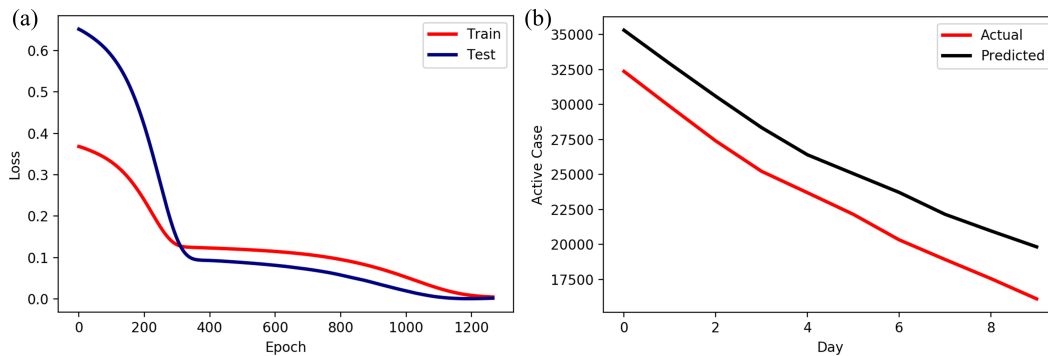 (a)
Train
Test
0.6
0.5
0.4
0.3
0.2
0.1
0.0
Loss
0
200
400
600
800
1000
1200
Epoch
(b)
Actual
Predicted
35000
32500
30000
27500
25000
22500
20000
17500
Active Case
0
2
4
6
8
Day